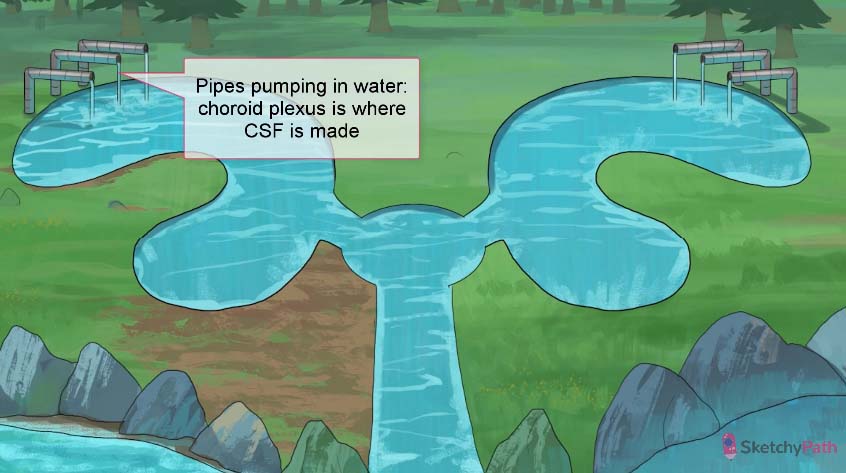 Pipes pumping in water:
choroid plexus is where
CSF is made
SketchyPath